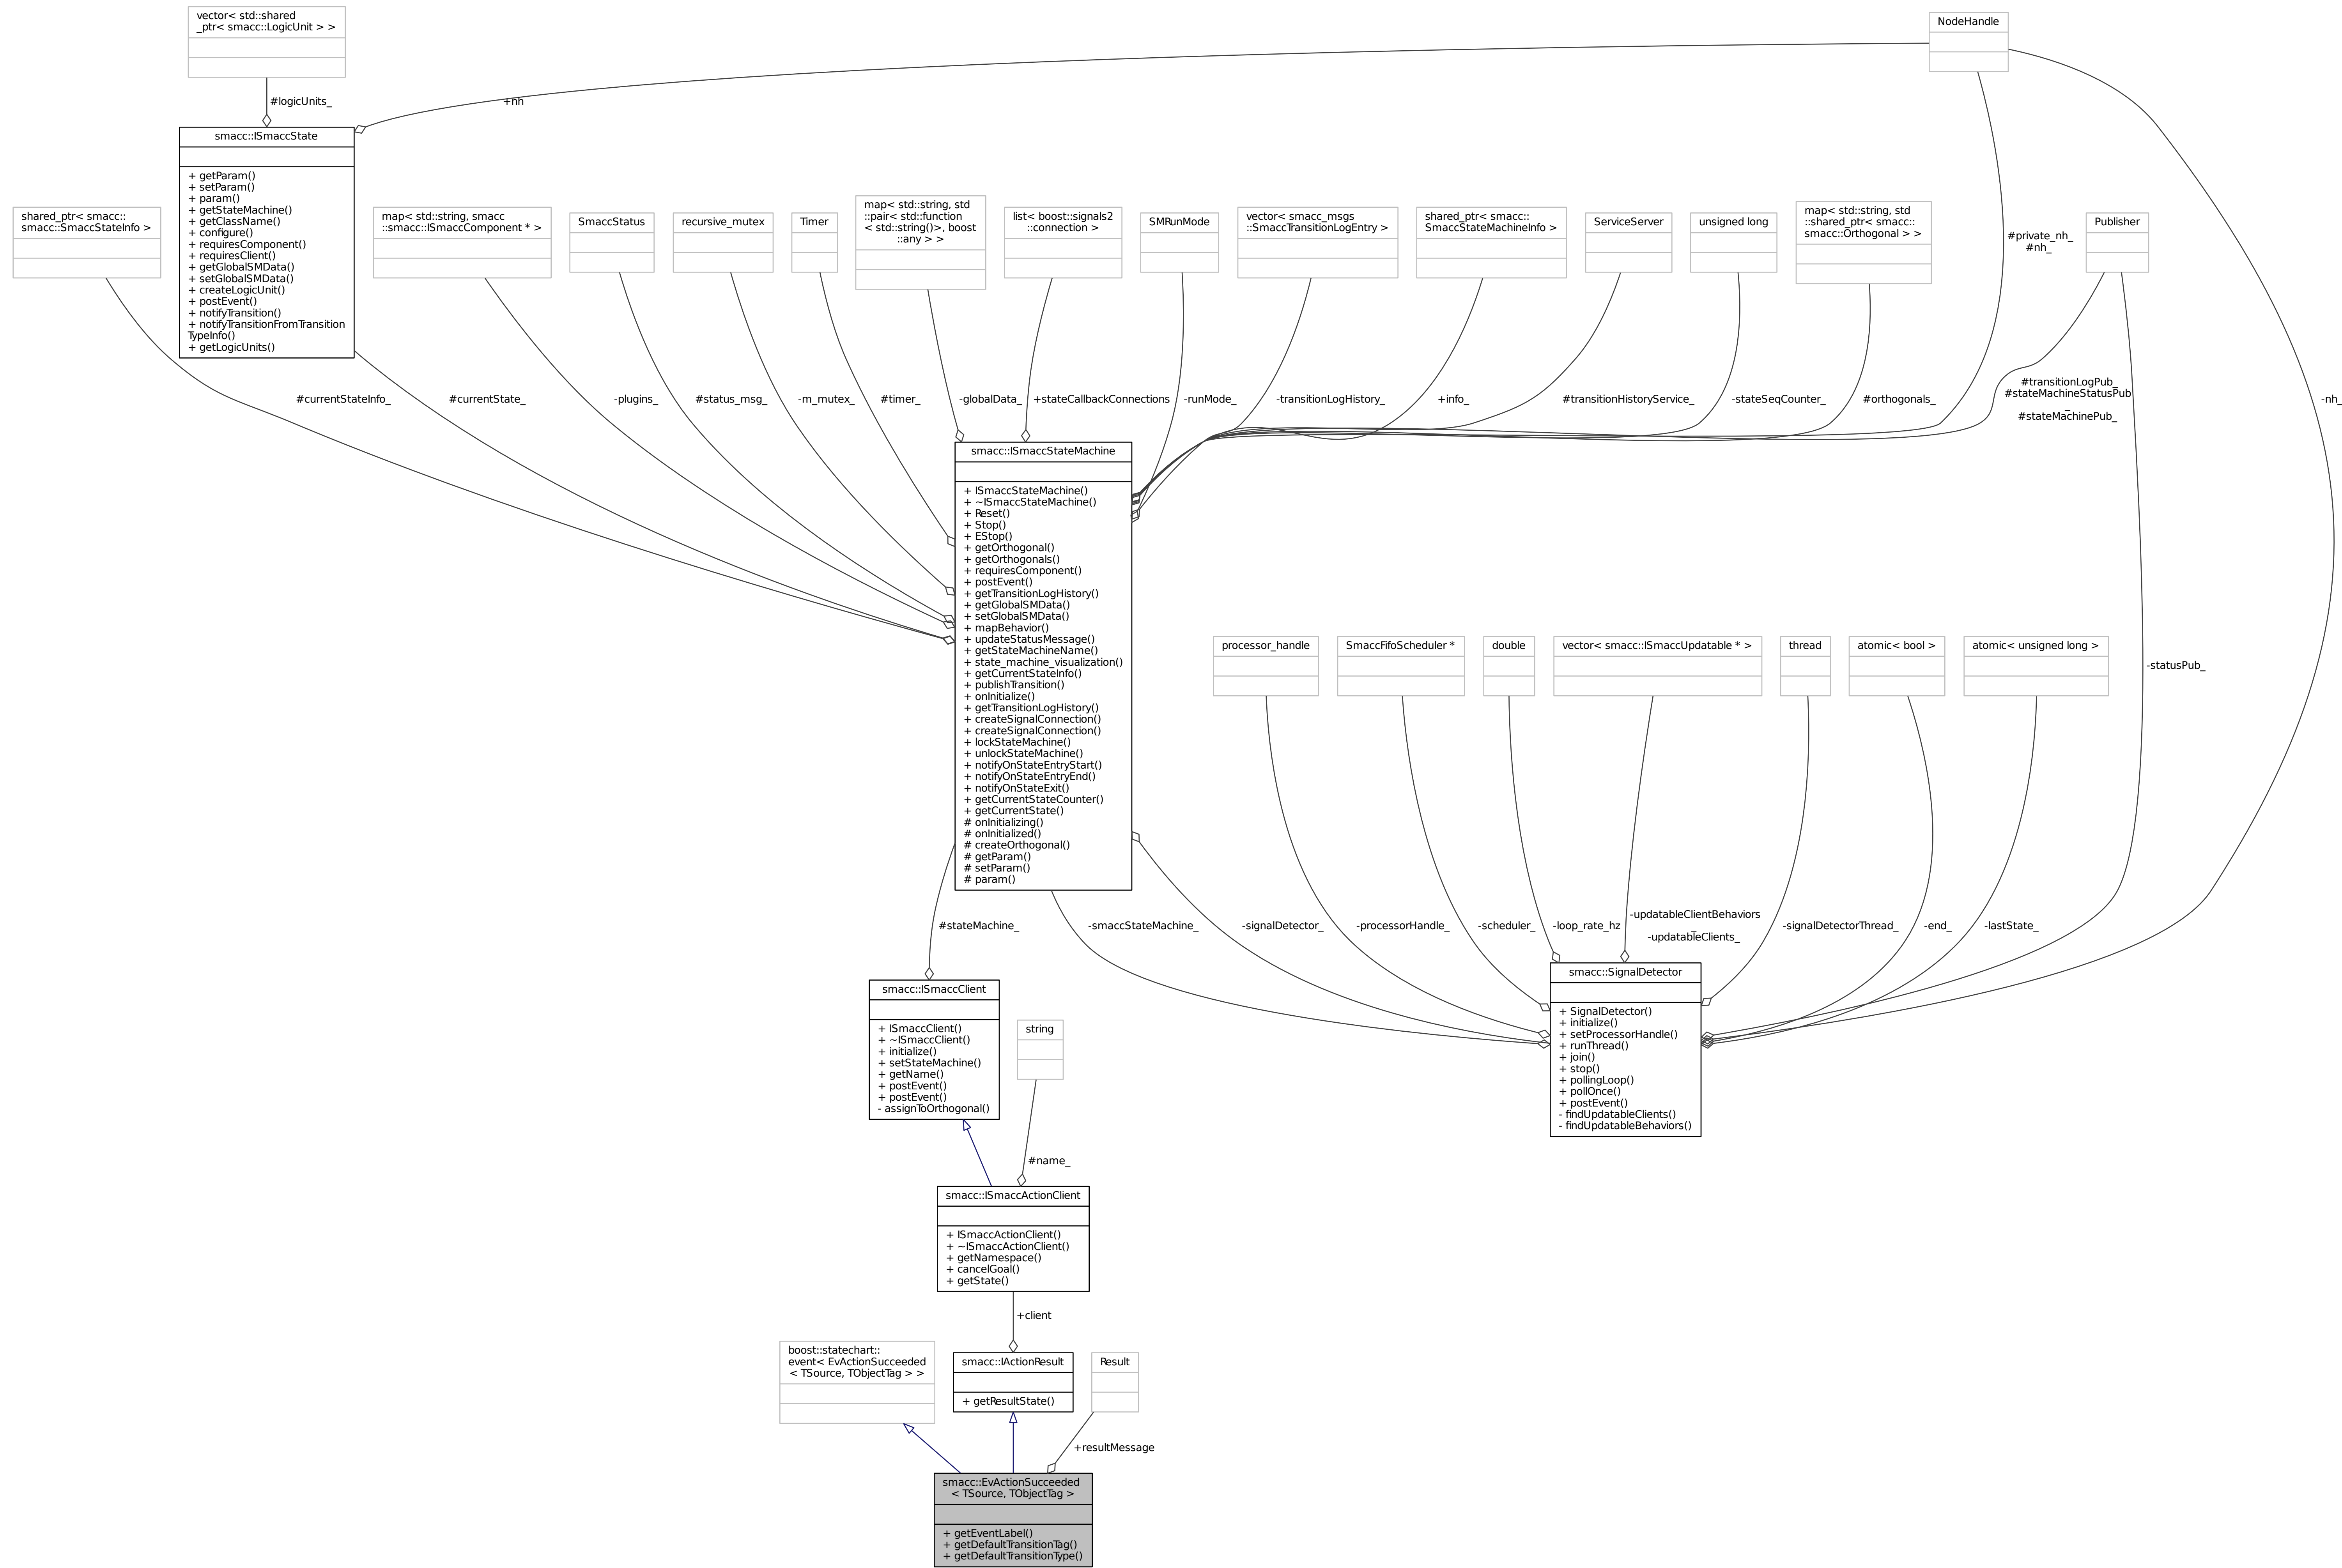 vector< std::shared
_ptr< smacc::LogicUnit > >
NodeHandle
#logicUnits_
+nh
smacc::ISmaccState
+ getParam()
+ setParam()
+ param()
+ getStateMachine()
+ getClassName()
+ configure()
+ requiresComponent()
+ requiresClient()
+ getGlobalSMData()
+ setGlobalSMData()
+ createLogicUnit()
+ postEvent()
+ notifyTransition()
+ notifyTransitionFromTransition
TypeInfo()
+ getLogicUnits()
shared_ptr< smacc::
smacc::SmaccStateInfo >
map< std::string, smacc
::smacc::ISmaccComponent * >
SmaccStatus
recursive_mutex
Timer
map< std::string, std
::pair< std::function
< std::string()>, boost
::any > >
list< boost::signals2
::connection >
SMRunMode
vector< smacc_msgs
::SmaccTransitionLogEntry >
shared_ptr< smacc::
SmaccStateMachineInfo >
ServiceServer
unsigned long
map< std::string, std
::shared_ptr< smacc::
smacc::Orthogonal > >
#private_nh_
#nh_
Publisher
#currentStateInfo_
#currentState_
-plugins_
#status_msg_
-m_mutex_
#timer_
-globalData_
+stateCallbackConnections
-runMode_
-transitionLogHistory_
+info_
#transitionHistoryService_
-stateSeqCounter_
#orthogonals_
#transitionLogPub_
#stateMachineStatusPub
_
#stateMachinePub_
-nh_
smacc::ISmaccStateMachine
+ ISmaccStateMachine()
+ ~ISmaccStateMachine()
+ Reset()
+ Stop()
+ EStop()
+ getOrthogonal()
+ getOrthogonals()
+ requiresComponent()
+ postEvent()
+ getTransitionLogHistory()
+ getGlobalSMData()
+ setGlobalSMData()
+ mapBehavior()
+ updateStatusMessage()
+ getStateMachineName()
+ state_machine_visualization()
+ getCurrentStateInfo()
+ publishTransition()
+ onInitialize()
+ getTransitionLogHistory()
+ createSignalConnection()
+ createSignalConnection()
+ lockStateMachine()
+ unlockStateMachine()
+ notifyOnStateEntryStart()
+ notifyOnStateEntryEnd()
+ notifyOnStateExit()
+ getCurrentStateCounter()
+ getCurrentState()
# onInitializing()
# onInitialized()
# createOrthogonal()
# getParam()
# setParam()
# param()
processor_handle
SmaccFifoScheduler *
double
vector< smacc::ISmaccUpdatable * >
thread
atomic< bool >
atomic< unsigned long >
-statusPub_
#stateMachine_
-smaccStateMachine_
-signalDetector_
-processorHandle_
-scheduler_
-loop_rate_hz
-updatableClientBehaviors
_
-updatableClients_
-signalDetectorThread_
-end_
-lastState_
smacc::SignalDetector
+ SignalDetector()
+ initialize()
+ setProcessorHandle()
+ runThread()
+ join()
+ stop()
+ pollingLoop()
+ pollOnce()
+ postEvent()
- findUpdatableClients()
- findUpdatableBehaviors()
smacc::ISmaccClient
+ ISmaccClient()
+ ~ISmaccClient()
+ initialize()
+ setStateMachine()
+ getName()
+ postEvent()
+ postEvent()
- assignToOrthogonal()
string
#name_
smacc::ISmaccActionClient
+ ISmaccActionClient()
+ ~ISmaccActionClient()
+ getNamespace()
+ cancelGoal()
+ getState()
+client
boost::statechart::
event< EvActionSucceeded
< TSource, TObjectTag > >
smacc::IActionResult
+ getResultState()
Result
+resultMessage
smacc::EvActionSucceeded
< TSource, TObjectTag >
+ getEventLabel()
+ getDefaultTransitionTag()
+ getDefaultTransitionType()